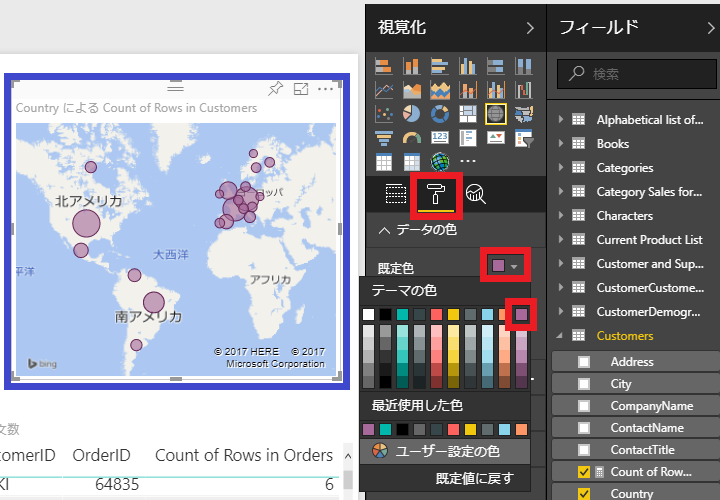 Country による Count of Rows in Customers
北アメリカ
ヨーロッパ
大西洋
平洋
アフリカ
南アメリカ
bing
© 2017 HERE © 2017
Microsoft Corporation
文数
tomerID OrderID Count of Rows in Orders
KI 64835 6
視覚化
123
データの色
既定色
テーマの色
最近使用した色
ユーザー設定の色
既定値に戻す
フィールド
検索
Alphabetical list of...
Books
Categories
Category Sales for...
Characters
Current Product List
Customer and Sup...
CustomerCustome...
CustomerDemogr...
Customers
Address
City
CompanyName
ContactName
ContactTitle
Count of Row...
Country